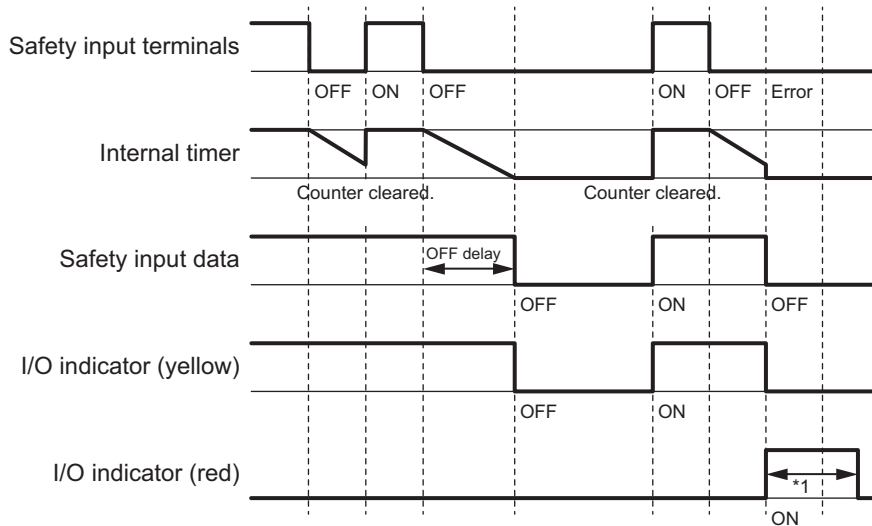 Safety input terminals
OFF ON OFF ON OFF Error
Internal timer
Counter cleared. Counter cleared.
Safety input data
OFF delay
OFF ON OFF
I/O indicator (yellow)
OFF ON
I/O indicator (red)
*1
ON